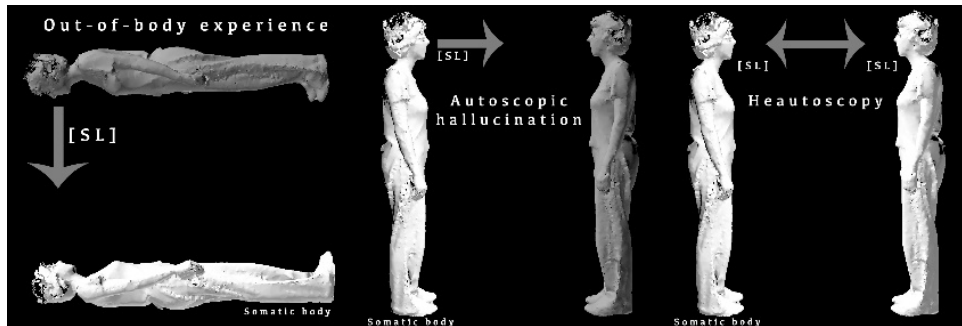 Out-of-body experience
[SL]
Somatic body
[SL]
Autoscopic
hallucination
Somatic body
[SL]
[SL]
Heautoscopy
Somatic body